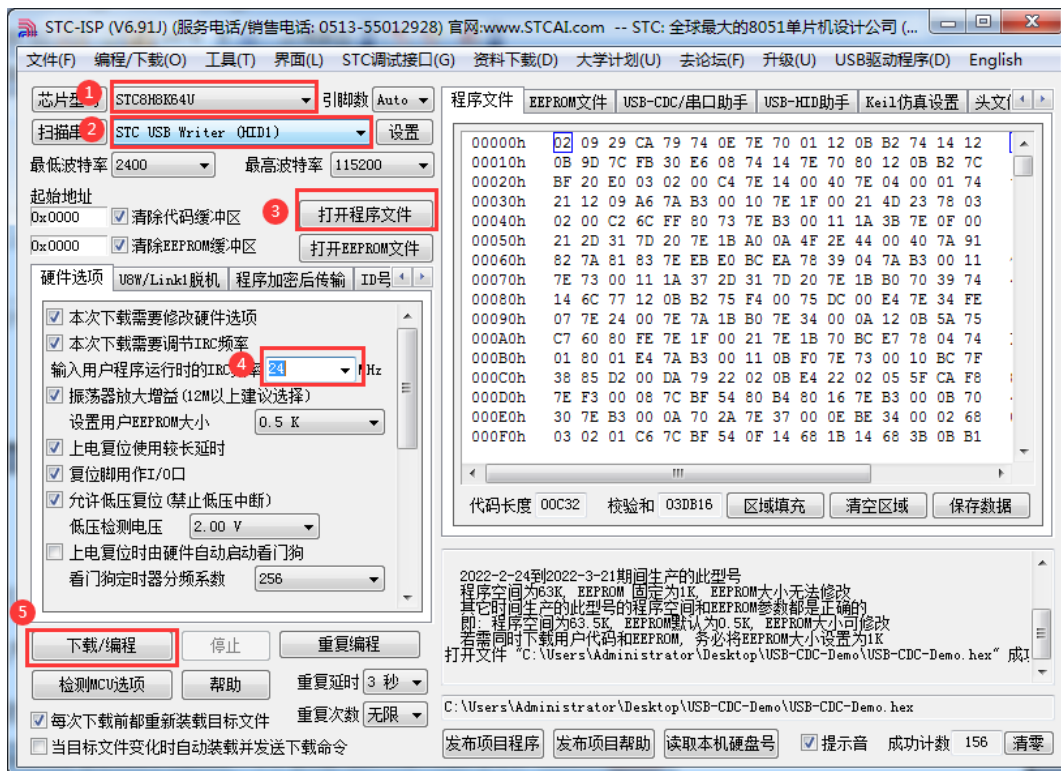 STC-ISP (V6.91J) (服务电话/销售电话: 0513-55012928) 官网:www.STCAI.com -- STC: 全球最大的8051单片机设计公司 (...
文件(F) 编程/下载(O) 工具(T) 界面(L) STC调试接口(G) 资料下载(D) 大学计划(U) 去论坛(F) 升级(U) USB驱动程序(D) English
芯片型 1 STC8H8K64U 引脚数 Auto
扫描串 2 STC USB Writer (HID1) 设置
最低波特率 2400 最高波特率 115200
起始地址
0x0000 清除代码缓冲区 3 打开程序文件
0x0000 清除EEPROM缓冲区 打开EEPROM文件
硬件选项 U8W/Link1脱机 程序加密后传输 ID号
本次下载需要修改硬件选项
本次下载需要调节IRC频率
输入用户程序运行时的IRC 4 率 24 MHz
振荡器放大增益(12M以上建议选择)
设置用户EEPROM大小 0.5 K
上电复位使用较长延时
复位脚用作I/O口
允许低压复位(禁止低压中断)
低压检测电压 2.00 V
上电复位时由硬件自动启动看门狗
看门狗定时器分频系数 256
5
下载/编程 停止 重复编程
检测MCU选项 帮助 重复延时 3 秒
每次下载前都重新装载目标文件 重复次数 无限
当目标文件变化时自动装载并发送下载命令
程序文件 EEPROM文件 USB-CDC/串口助手 USB-HID助手 Keil仿真设置 头文
00000h 02 09 29 CA 79 74 0E 7E 70 01 12 0B B2 74 14 12
00010h 0B 9D 7C FB 30 E6 08 74 14 7E 70 80 12 0B B2 7C
00020h BF 20 E0 03 02 00 C4 7E 14 00 40 7E 04 00 01 74
00030h 21 12 09 A6 7A B3 00 10 7E 1F 00 21 4D 23 78 03
00040h 02 00 C2 6C FF 80 73 7E B3 00 11 1A 3B 7E 0F 00
00050h 21 2D 31 7D 20 7E 1B A0 0A 4F 2E 44 00 40 7A 91
00060h 82 7A 81 83 7E EB E0 BC EA 78 39 04 7A B3 00 11
00070h 7E 73 00 11 1A 37 2D 31 7D 20 7E 1B B0 70 39 74
00080h 14 6C 77 12 0B B2 75 F4 00 75 DC 00 E4 7E 34 FE
00090h 07 7E 24 00 7E 7A 1B B0 7E 34 00 0A 12 0B 5A 75
000A0h C7 60 80 FE 7E 1F 00 21 7E 1B 70 BC E7 78 04 74
000B0h 01 80 01 E4 7A B3 00 11 0B F0 7E 73 00 10 BC 7F
000C0h 38 85 D2 00 DA 79 22 02 0B E4 22 02 05 5F CA F8
000D0h 7E F3 00 08 7C BF 54 80 B4 80 16 7E B3 00 0B 70
000E0h 30 7E B3 00 0A 70 2A 7E 37 00 0E BE 34 00 02 68
000F0h 03 02 01 C6 7C BF 54 0F 14 68 1B 14 68 3B 0B B1
代码长度 00C32 校验和 03DB16 区域填充 清空区域 保存数据
2022-2-24到2022-3-21期间生产的此型号
程序空间为63K, EEPROM 固定为1K, EEPROM大小无法修改
其它时间生产的此型号的程序空间和EEPROM参数都是正确的
即: 程序空间为63.5K, EEPROM默认为0.5K, EEPROM大小可修改
若需同时下载用户代码和EEPROM, 务必将EEPROM大小设置为1K
打开文件 "C:\Users\Administrator\Desktop\USB-CDC-Demo\USB-CDC-Demo.hex" 成
C:\Users\Administrator\Desktop\USB-CDC-Demo\USB-CDC-Demo.hex
发布项目程序 发布项目帮助 读取本机硬盘号 提示音 成功计数 156 清零